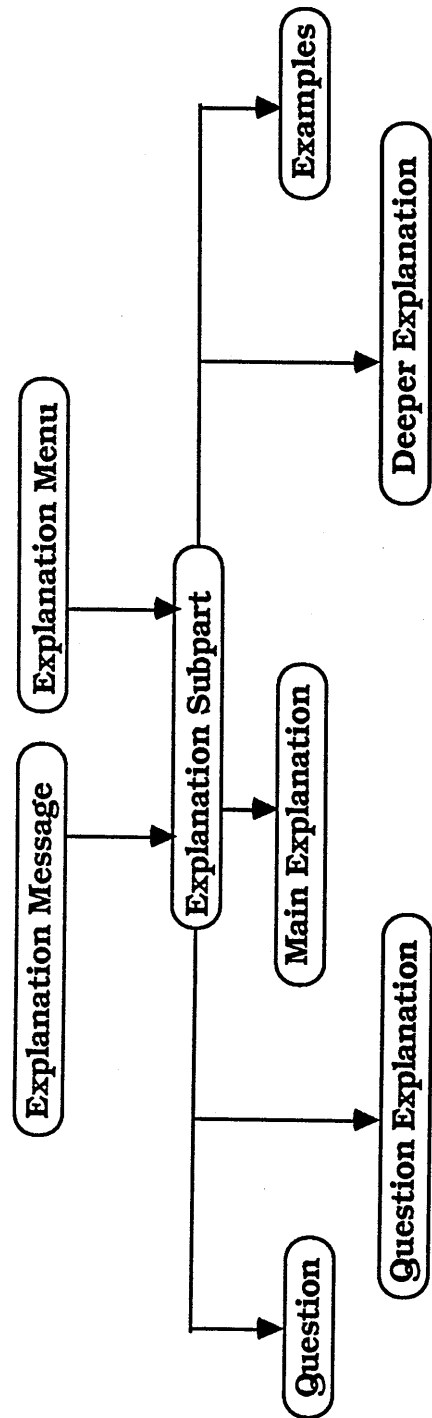 Explanation Message
Explanation Menu
Explanation Subpart
Question
Main Explanation
Examples
Question Explanation
Deeper Explanation